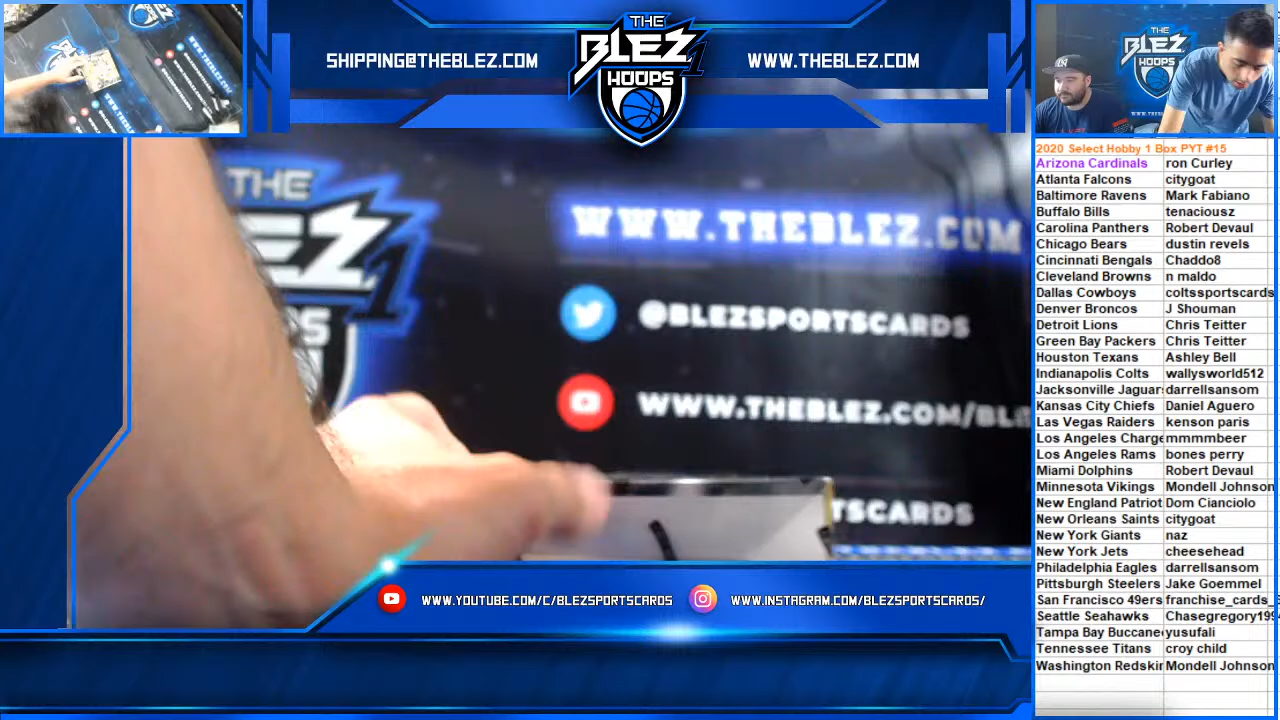 SHIPPING@THEBLEZ.COM
THE
BLEZ1
HOOPS
WWW.THEBLEZ.COM
THE
BLEZ
HOOPS
THE
WWW.THEBLEZ.COM
@BLEZSPORTSCARDS
WWW.THEBLEZ.COM/BL
TSCARDS
WWW.YOUTUBE.COM/C/BLEZSPORTSCARDS
WWW.INSTAGRAM.COM/BLEZSPORTSCARDS/
2020 Select Hobby 1 Box PYT #15
Arizona Cardinals ron Curley
Atlanta Falcons citygoat
Baltimore Ravens Mark Fabiano
Buffalo Bills tenaciousz
Carolina Panthers Robert Devaul
Chicago Bears dustin revels
Cincinnati Bengals Chaddo8
Cleveland Browns n maldo
Dallas Cowboys coltssportscards
Denver Broncos J Shouman
Detroit Lions Chris Teitter
Green Bay Packers Chris Teitter
Houston Texans Ashley Bell
Indianapolis Colts wallysworld512
Jacksonville Jaguar darrellsansom
Kansas City Chiefs Daniel Aguero
Las Vegas Raiders kenson paris
Los Angeles Charge mmmmbeer
Los Angeles Rams bones perry
Miami Dolphins Robert Devaul
Minnesota Vikings Mondell Johnson
New England Patriot Dom Cianciolo
New Orleans Saints citygoat
New York Giants naz
New York Jets cheesehead
Philadelphia Eagles darrellsansom
Pittsburgh Steelers Jake Goemmel
San Francisco 49ers franchise_cards_
Seattle Seahawks Chasegregory199
Tampa Bay Buccane yusufali
Tennessee Titans croy child
Washington Redskin Mondell Johnson